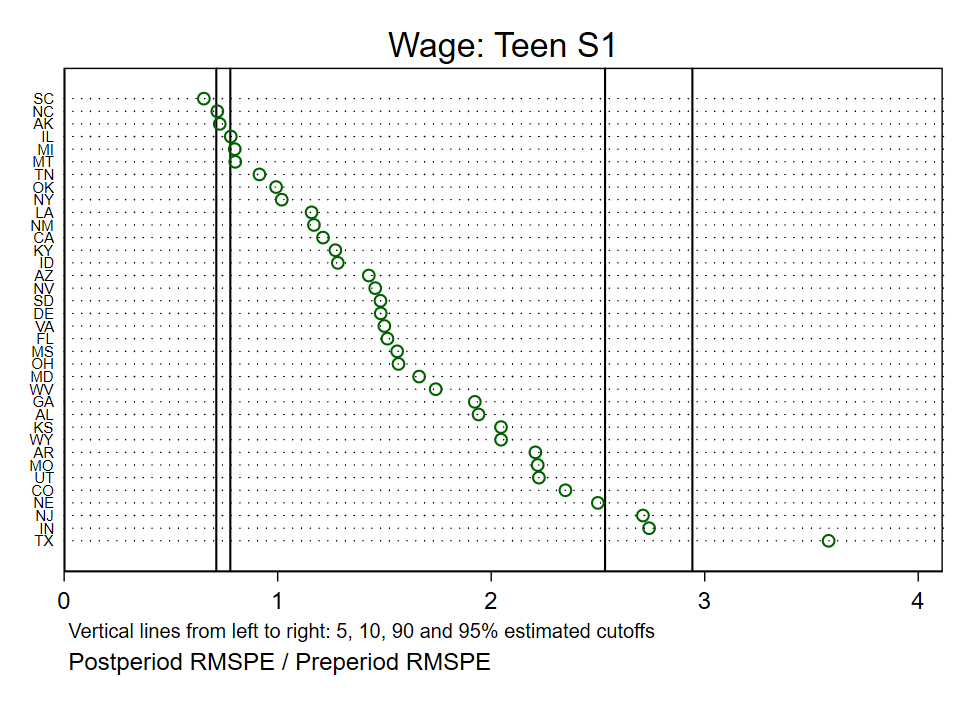 Wage: Teen S1
SC
NC
AK
IL
MI
MT
TN
OK
NY
LA
NM
CA
KY
ID
AZ
NV
SD
DE
VA
FL
MS
OH
MD
WV
GA
AL
KS
WY
AR
MO
UT
CO
NE
NJ
IN
TX
0 1 2 3 4
Vertical lines from left to right: 5, 10, 90 and 95% estimated cutoffs
Postperiod RMSPE / Preperiod RMSPE